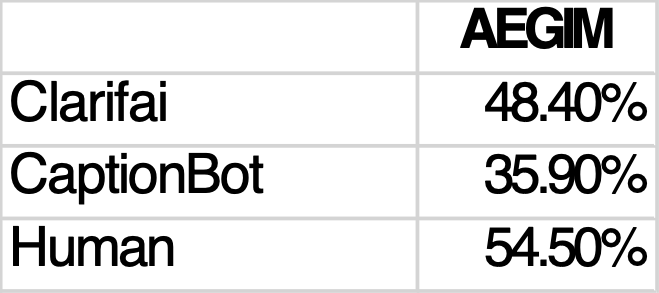 AEGIM
Clarifai 48.40%
CaptionBot 35.90%
Human 54.50%